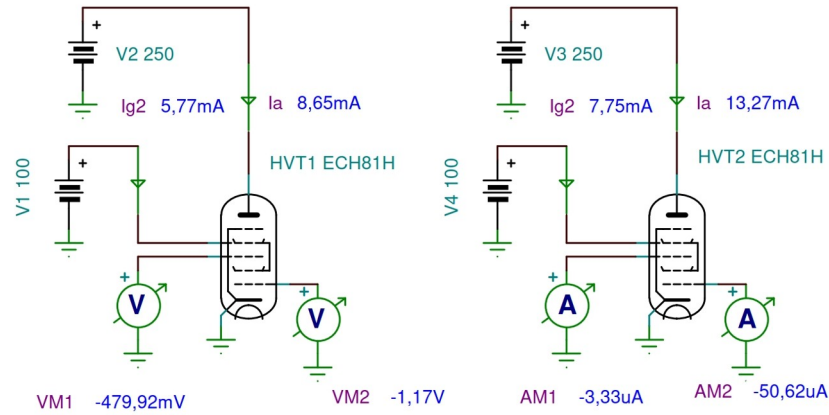 V2 250
Ig2 5,77mA
Ia 8,65mA
V1 100
HVT1 ECH81H
V
V
VM1 -479,92mV
VM2 -1,17V
V3 250
Ig2 7,75mA
Ia 13,27mA
V4 100
HVT2 ECH81H
A
A
AM1 -3,33uA
AM2 -50,62uA